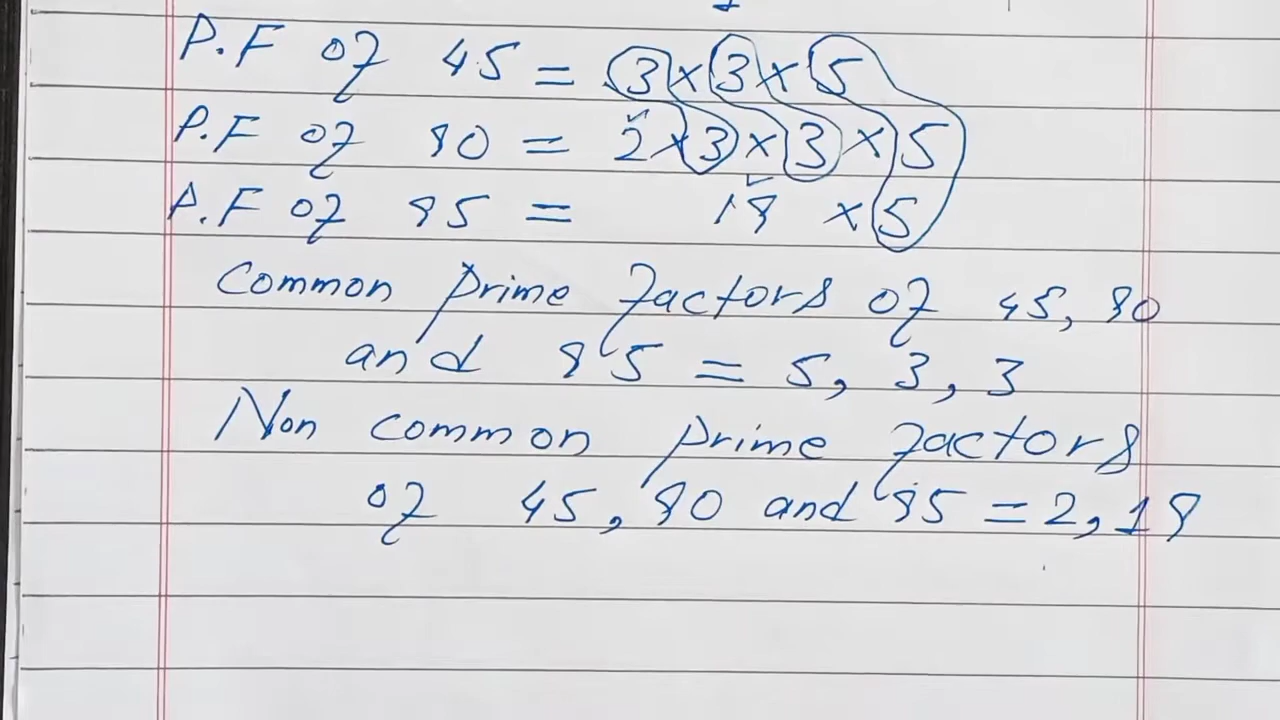 P.F of 45 = 3×3×5
P.F of 90 = 2×3×3×5
P.F of 95 = 19 ×5
Common prime factors of 45, 90
and 95 = 5, 3, 3
Non common prime factors
of 45, 90 and 95 = 2, 19